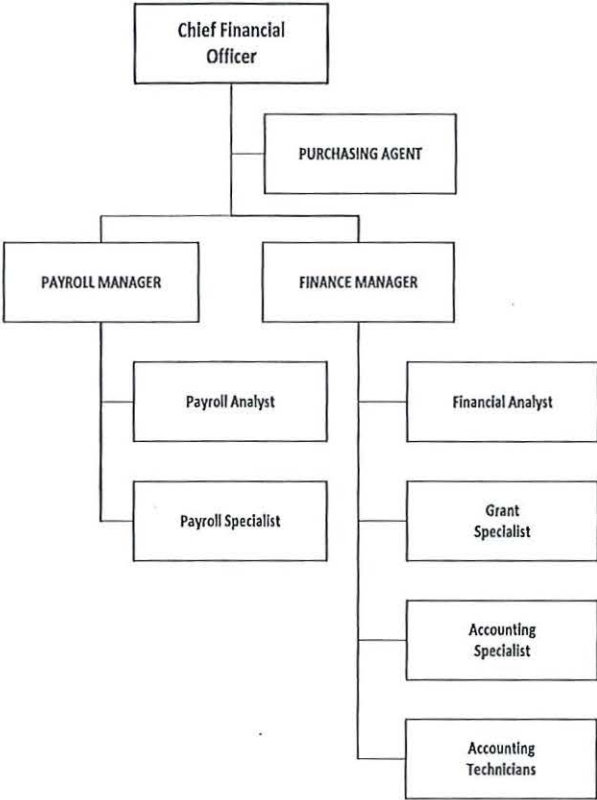 Chief Financial
Officer
PURCHASING AGENT
PAYROLL MANAGER
FINANCE MANAGER
Payroll Analyst
Financial Analyst
Payroll Specialist
Grant
Specialist
Accounting
Specialist
Accounting
Technicians